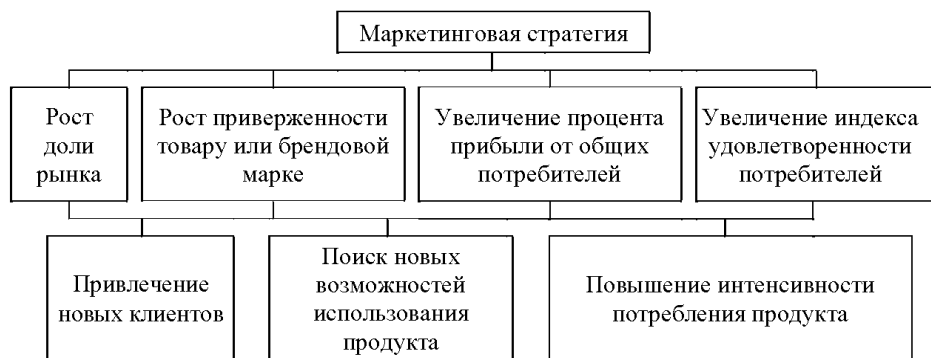 Маркетинговая стратегия
Рост
доли
рынка
Рост приверженности
товару или брендовой
марке
Увеличение процента
прибыли от общих
потребителей
Увеличение индекса
удовлетворенности
потребителей
Привлечение
новых клиентов
Поиск новых
возможностей
использования
продукта
Повышение интенсивности
потребления продукта